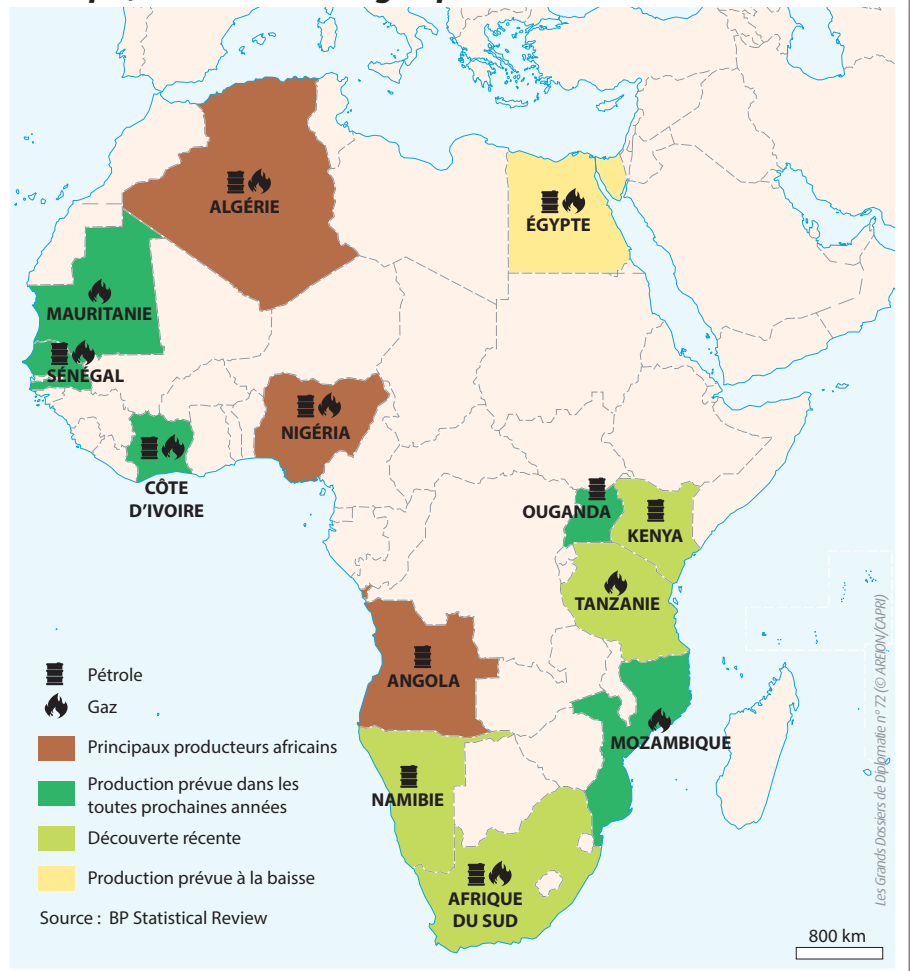 ALGÉRIE
ÉGYPTE
MAURITANIE
SÉNÉGAL
NIGÉRIA
CÔTE
D'IVOIRE
OUGANDA
KENYA
TANZANIE
ANGOLA
MOZAMBIQUE
NAMIBIE
AFRIQUE
DU SUD
Pétrole
Gaz
Principaux producteurs africains
Production prévue dans les
toutes prochaines années
Découverte récente
Production prévue à la baisse
Source : BP Statistical Review
800 km
Les Grands Dossiers de Diplomatie n° 72 (© AREION/CAPRI)